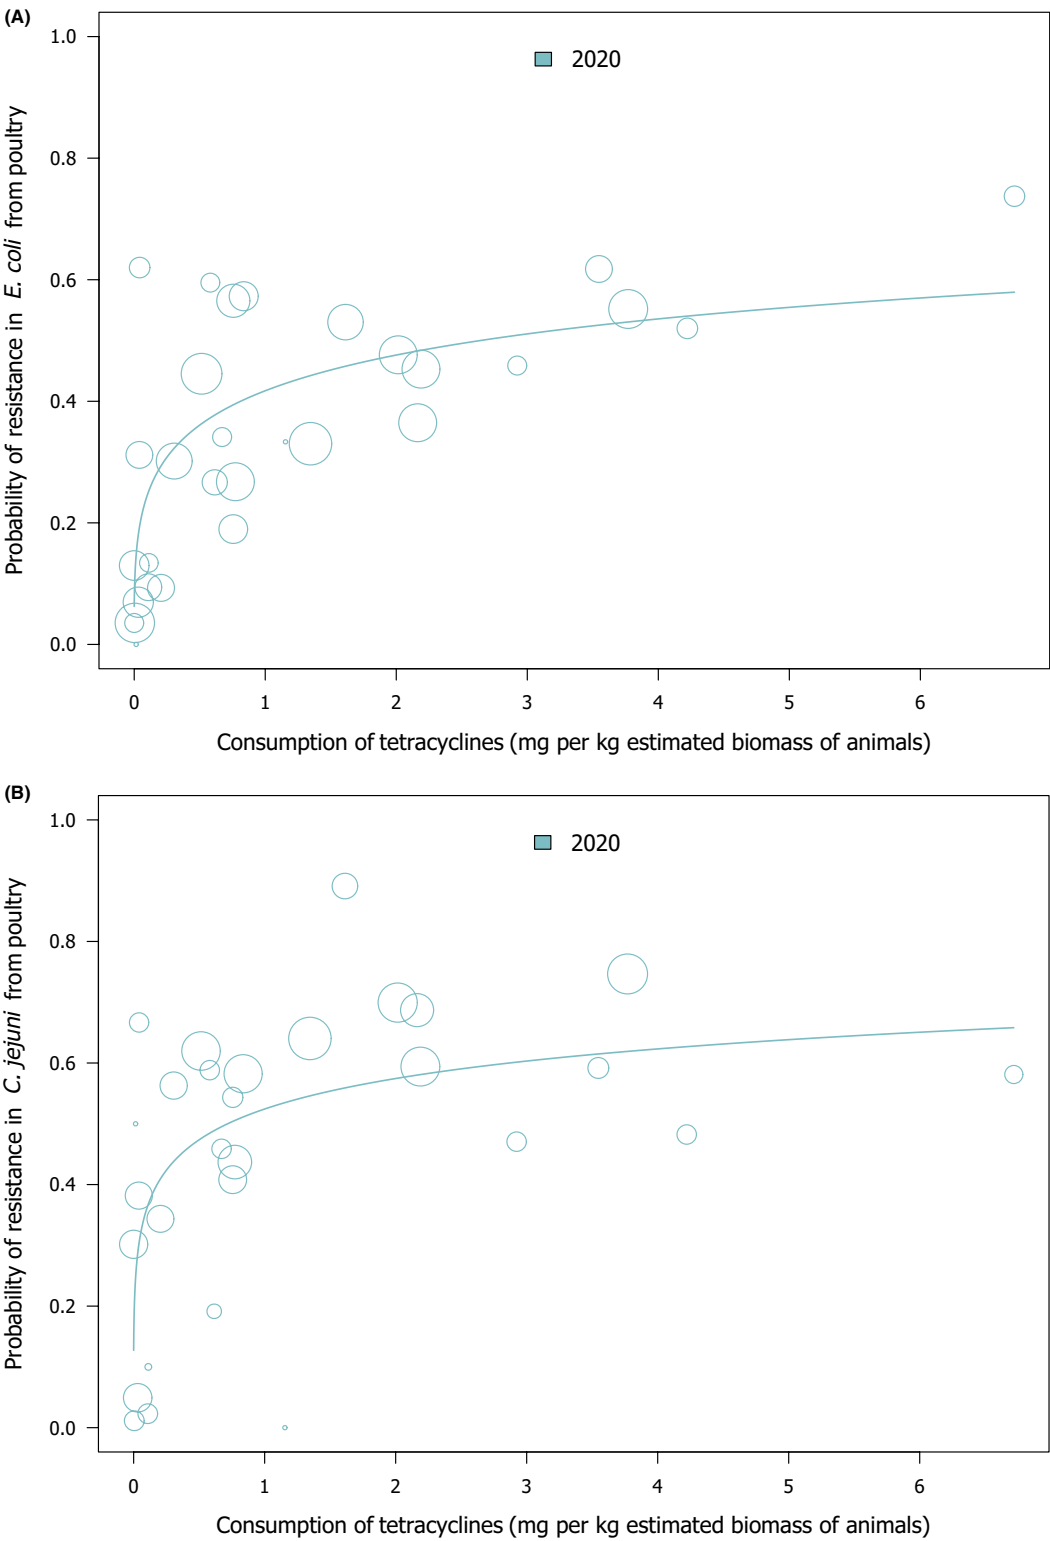 (A)
1.0
0.8
0.6
0.4
0.2
0.0
Probability of resistance in E. coli from poultry
2020
0 1 2 3 4 5 6
Consumption of tetracyclines (mg per kg estimated biomass of animals)
(B)
1.0
0.8
0.6
0.4
0.2
0.0
Probability of resistance in C. jejuni from poultry
2020
0 1 2 3 4 5 6
Consumption of tetracyclines (mg per kg estimated biomass of animals)